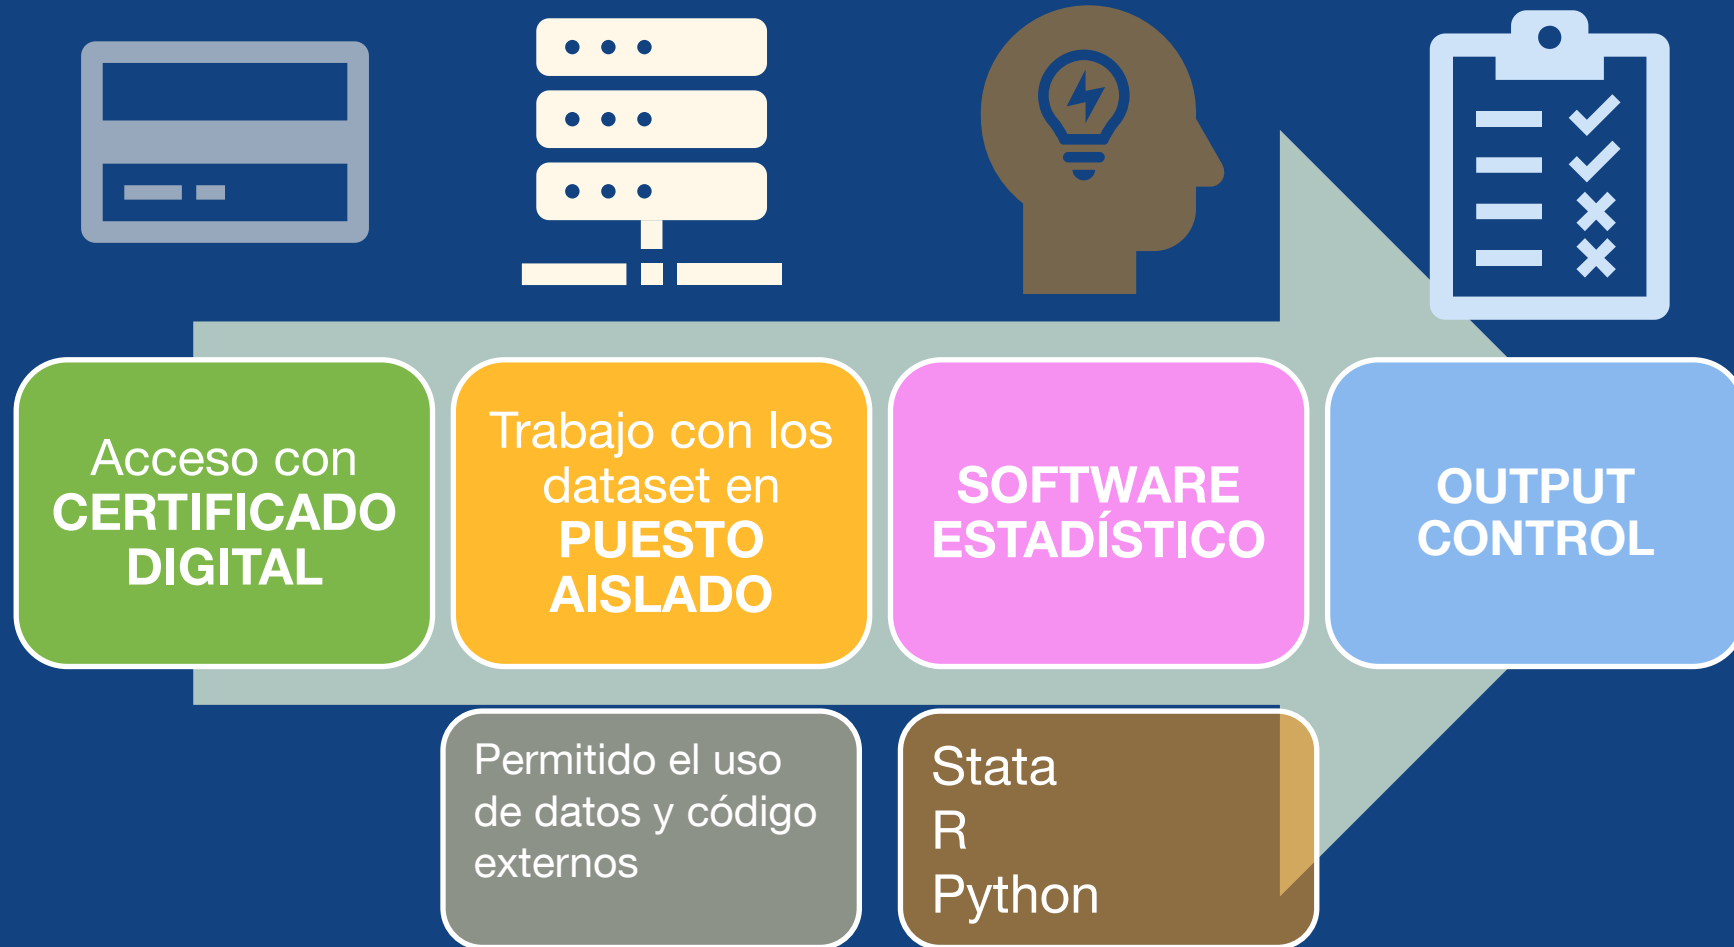 Acceso con
CERTIFICADO
DIGITAL
Trabajo con los
dataset en
PUESTO
AISLADO
SOFTWARE
ESTADÍSTICO
OUTPUT
CONTROL
Permitido el uso
de datos y código
externos
Stata
R
Python